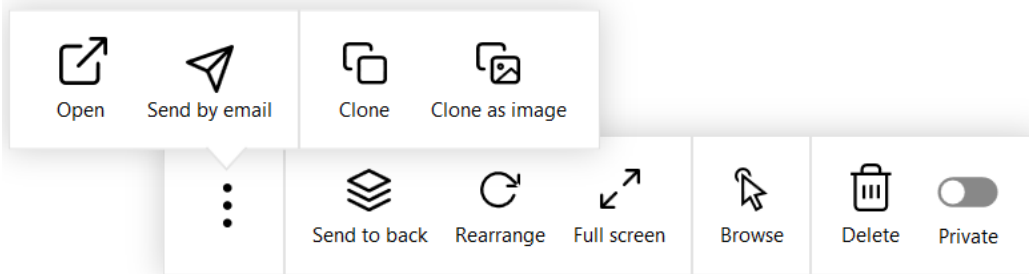 Open
Send by email
Clone
Clone as image
Send to back
Rearrange
Full screen
Browse
Delete
Private